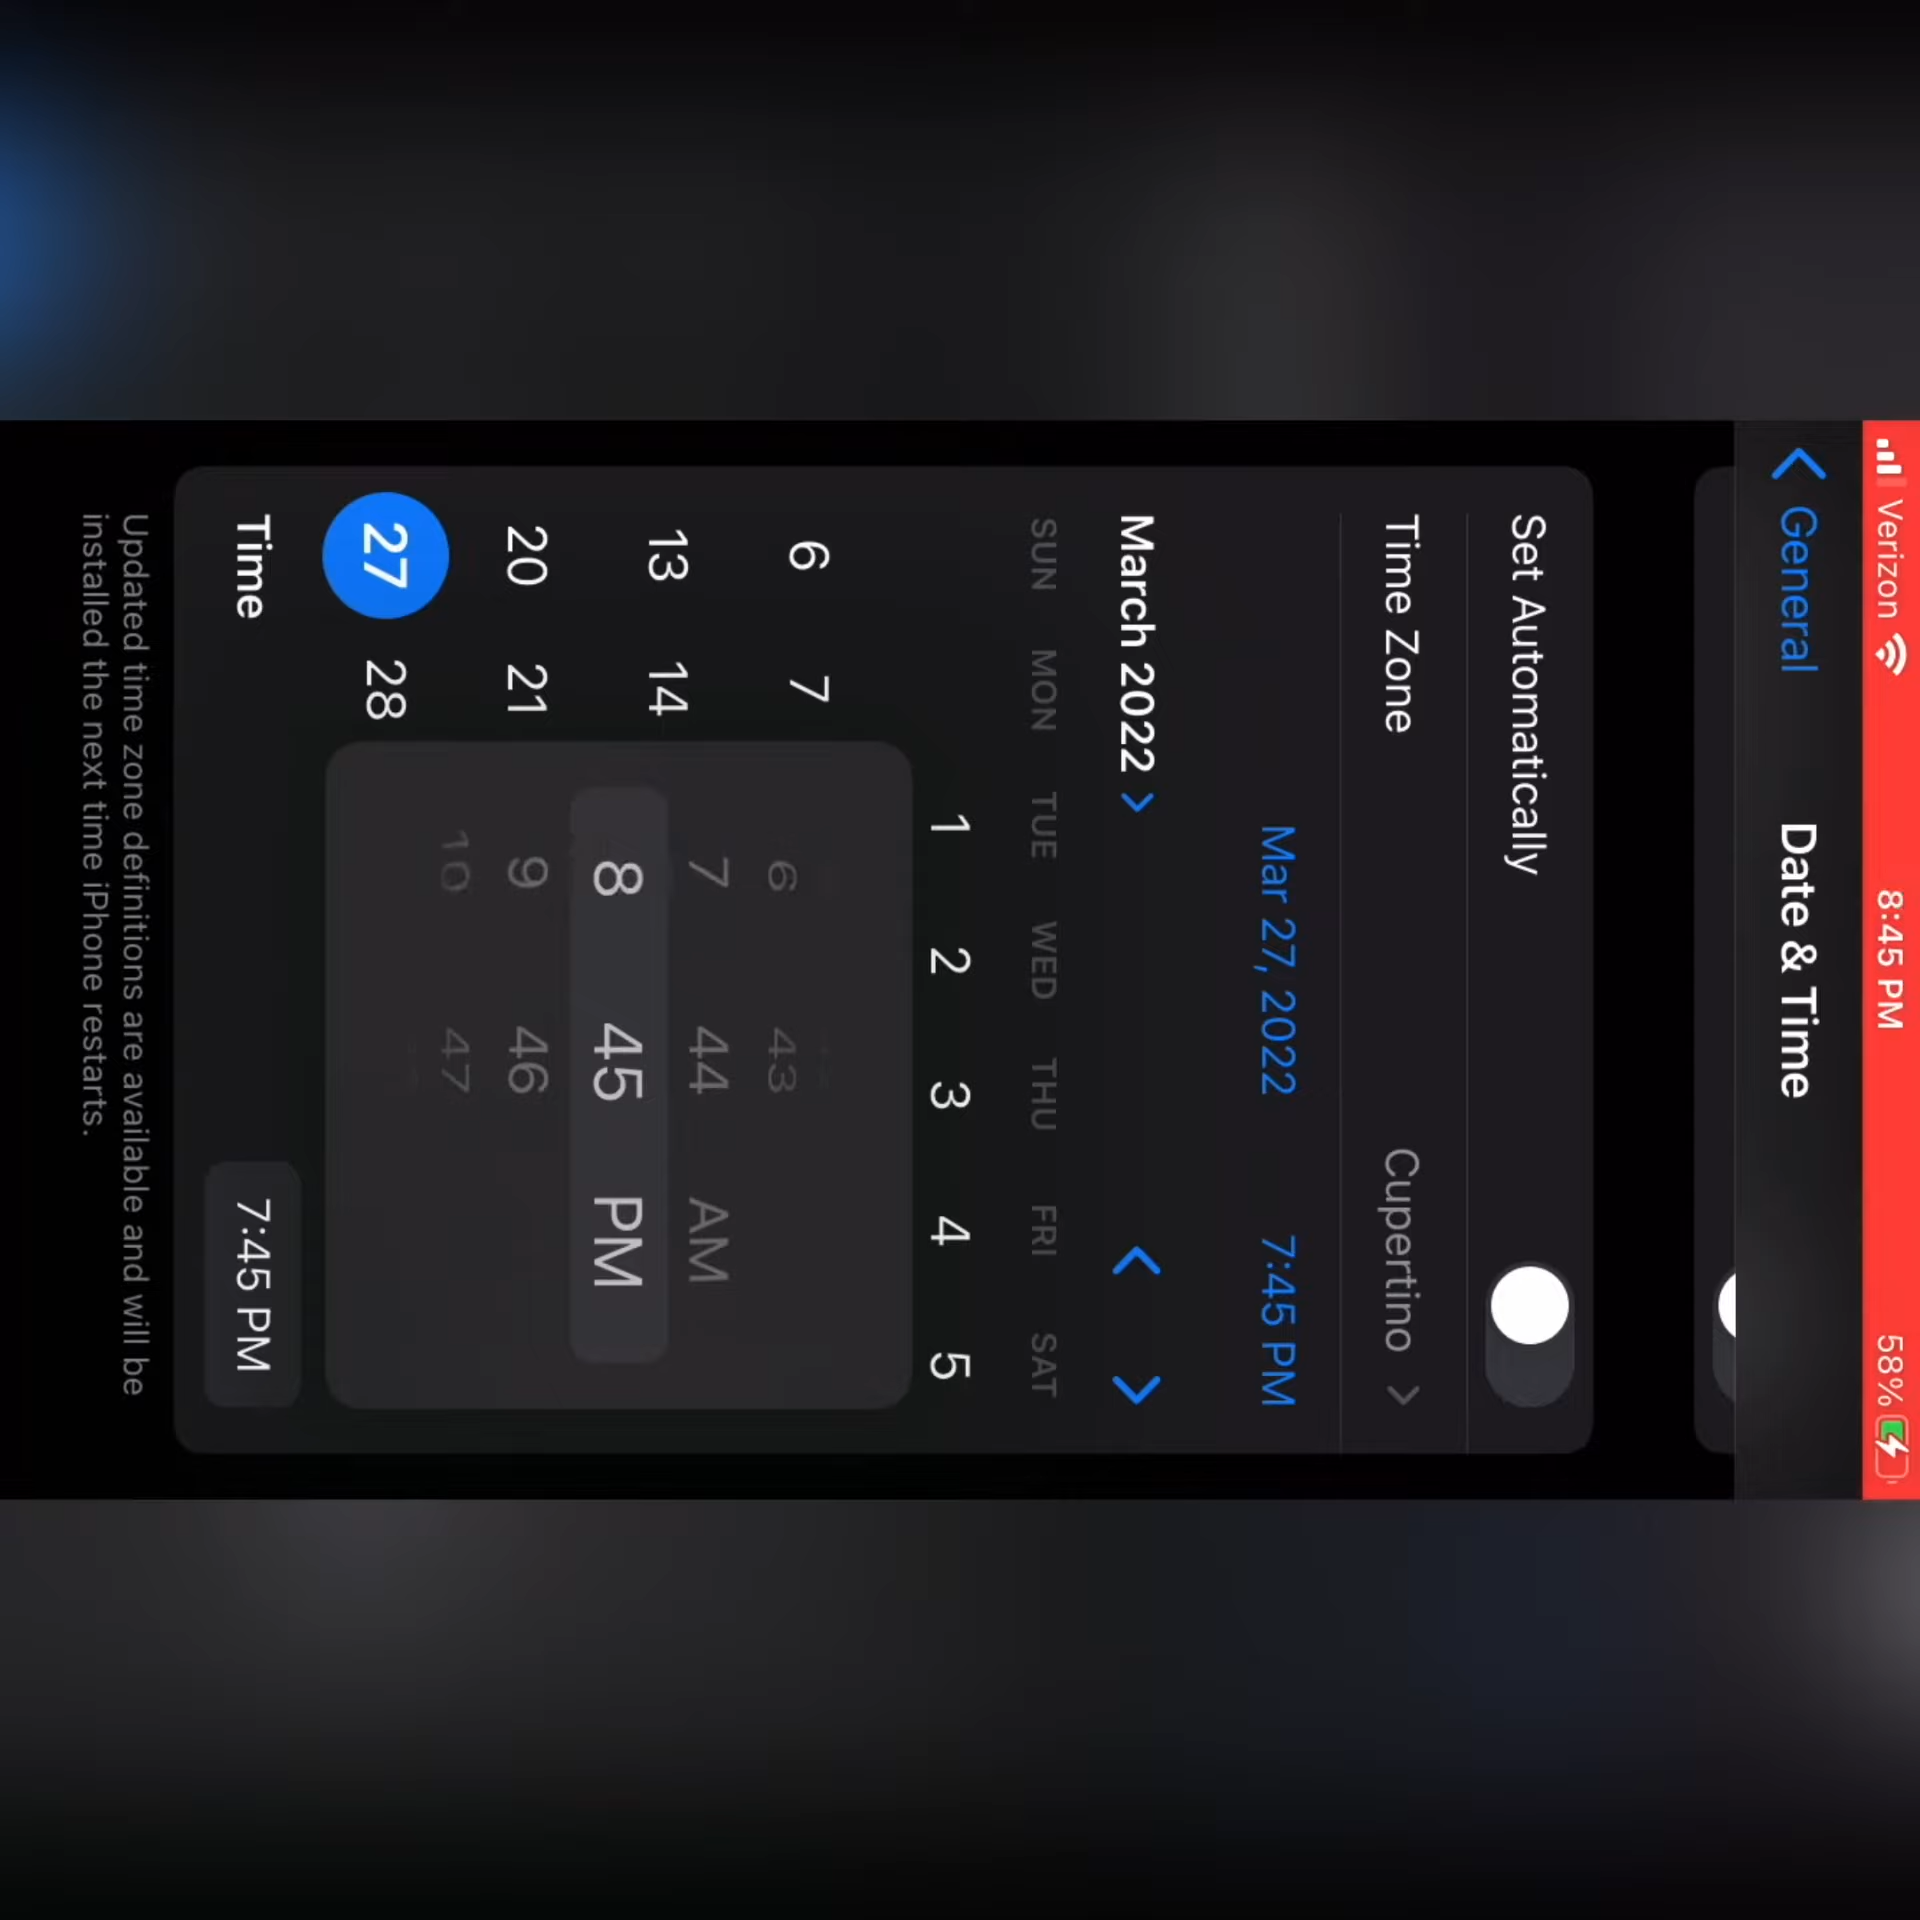 Verizon 8:45 PM 58%
General Date & Time
Set Automatically
Time Zone Cupertino
Mar 27, 2022 7:45 PM
March 2022
SUN MON TUE WED THU FRI SAT
1 2 3 4 5
6 7
13 14
20 21
27 28
6 43
7 44 AM
8 45 PM
9 46
10 47
Time 7:45 PM
Updated time zone definitions are available and will be
installed the next time iPhone restarts.